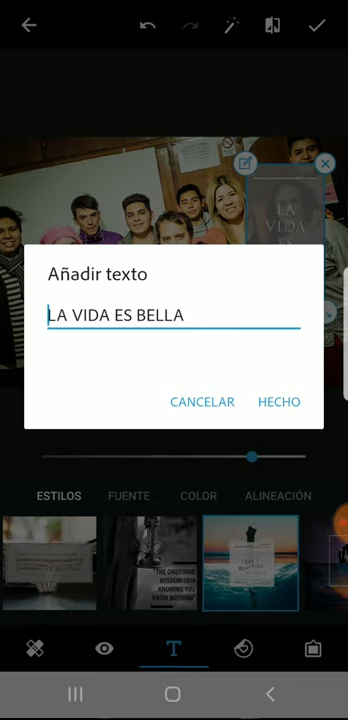 LA
VIDA
ES
Añadir texto
LA VIDA ES BELLA
CANCELAR HECHO
ESTILOS FUENTE COLOR ALINEACIÓN
"THE ONLY TRUE
WISDOM IS IN
KNOWING YOU
KNOW NOTHING"
T